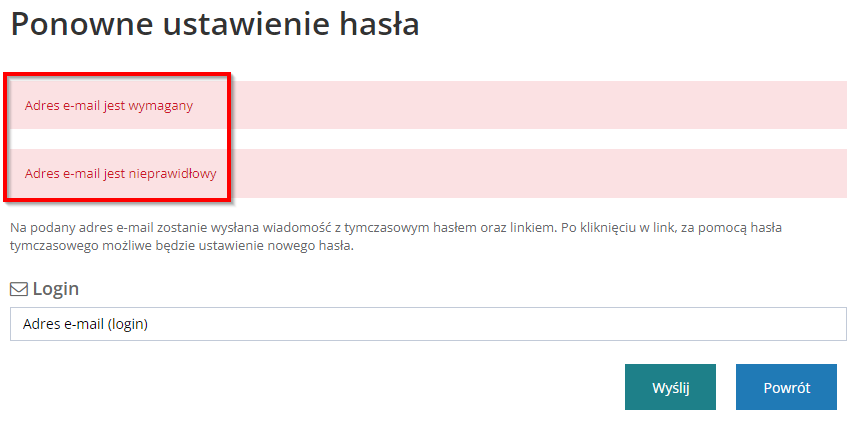 Ponowne ustawienie hasła
Adres e-mail jest wymagany
Adres e-mail jest nieprawidłowy
Na podany adres e-mail zostanie wysłana wiadomość z tymczasowym hasłem oraz linkiem. Po kliknięciu w link, za pomocą hasła
tymczasowego możliwe będzie ustawienie nowego hasła.
Login
Adres e-mail (login)
Wyślij
Powrót